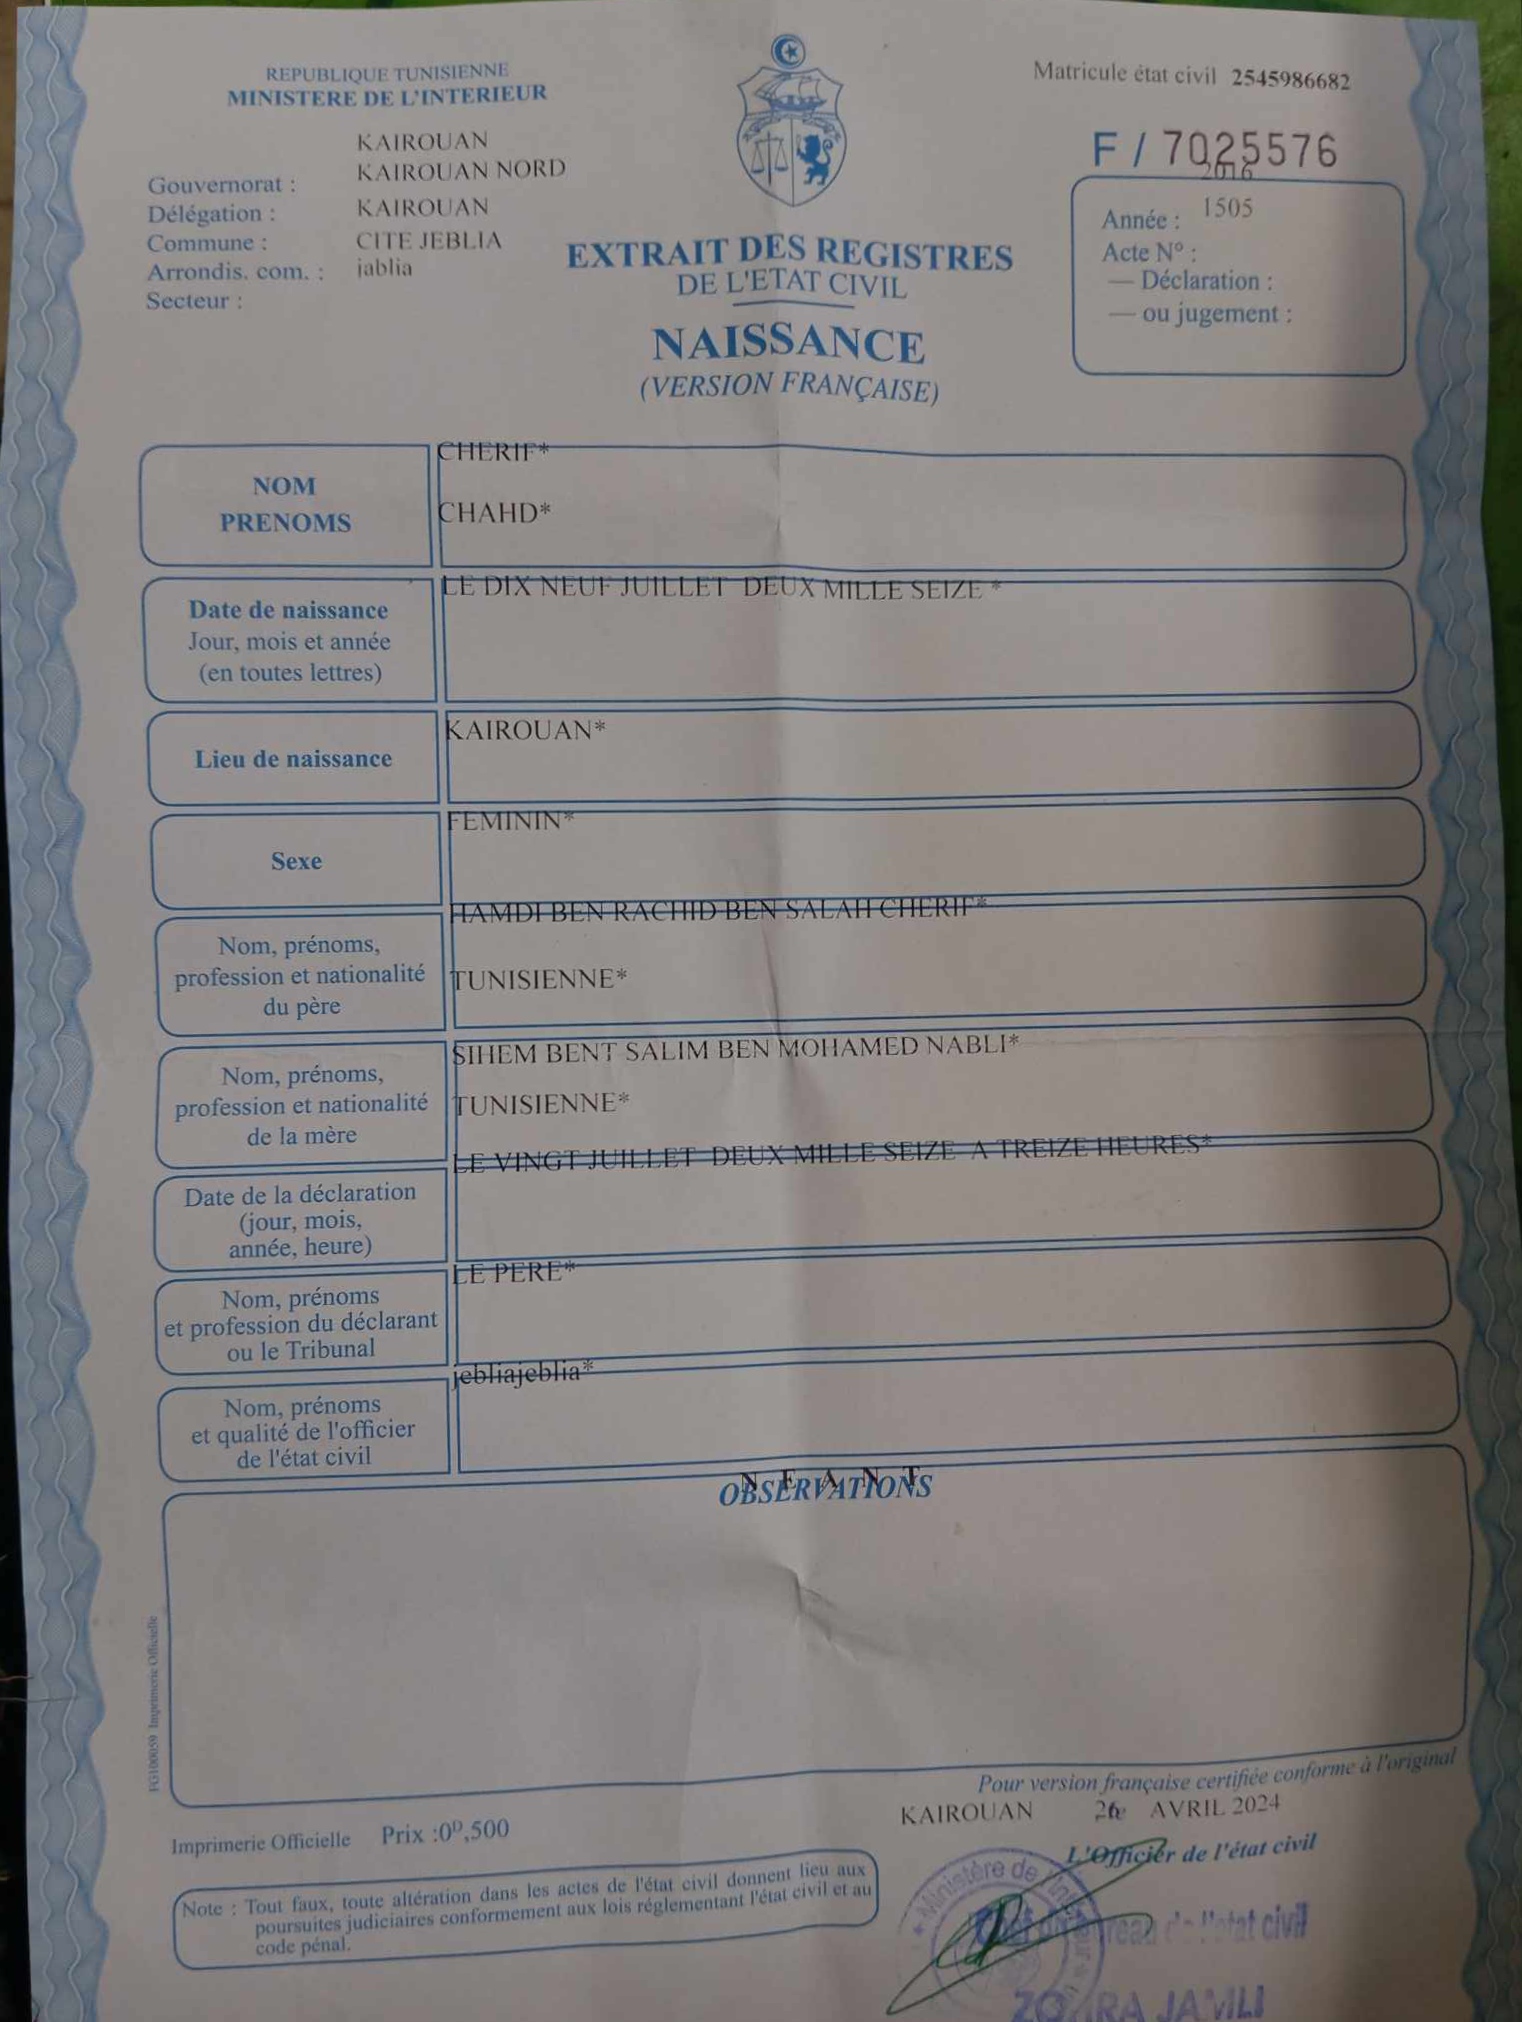 REPUBLIQUE TUNISIENNE
MINISTERE DE L'INTERIEUR
Matricule état civil 2545986682
F / 7025576
KAIROUAN
KAIROUAN NORD
Gouvernorat :
Délégation :
KAIROUAN
Commune :
CITE JEBLIA
Arrondis. com. :
jablia
Secteur :
EXTRAIT DES REGISTRES
DE L'ETAT CIVIL
NAISSANCE
(VERSION FRANÇAISE)
2016
Année :
1505
Acte N° :
— Déclaration :
— ou jugement :
NOM
PRENOMS
CHERIF*
CHAHD*
Date de naissance
Jour, mois et année
(en toutes lettres)
LE DIX NEUF JUILLET DEUX MILLE SEIZE *
Lieu de naissance
KAIROUAN*
Sexe
FEMININ*
Nom, prénoms,
profession et nationalité
du père
HAMDI BEN RACHID BEN SALAH CHERIF*
TUNISIENNE*
Nom, prénoms,
profession et nationalité
de la mère
SIHEM BENT SALIM BEN MOHAMED NABLI*
TUNISIENNE*
Date de la déclaration
(jour, mois,
année, heure)
LE VINGT JUILLET DEUX MILLE SEIZE A TREIZE HEURES*
Nom, prénoms
et profession du déclarant
ou le Tribunal
LE PERE*
Nom, prénoms
et qualité de l'officier
de l'état civil
jebliajeblia*
OBSERVATIONS
N E A N T
FG100059 Imprimerie Officielle
Pour version française certifiée conforme à l'original
KAIROUAN 26 AVRIL 2024
Imprimerie Officielle Prix :0ᴰ,500
L'Officier de l'état civil
Note : Tout faux, toute altération dans les actes de l'état civil donnent lieu aux
poursuites judiciaires conformement aux lois réglementant l'état civil et au
code pénal.
Ministère de
de l'etat civil